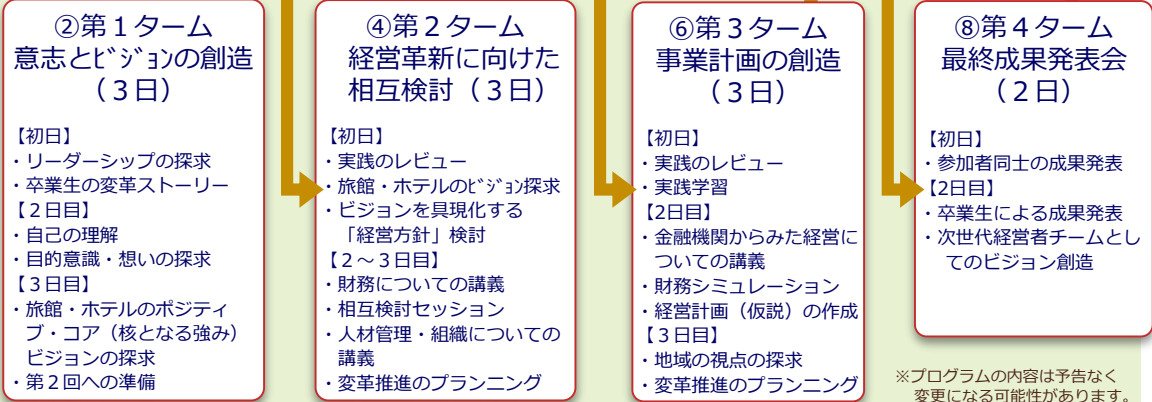 ②第１ターム
意志とﾋﾞｼﾞｮﾝの創造
（３日）
【初日】
・リーダーシップの探求
・卒業生の変革ストーリー
【２日目】
・自己の理解
・目的意識・想いの探求
【３日目】
・旅館・ホテルのポジティ
ブ・コア（核となる強み）
ビジョンの探求
・第２回への準備
④第２ターム
経営革新に向けた
相互検討（３日）
【初日】
・実践のレビュー
・旅館・ホテルのﾋﾞｼﾞｮﾝ探求
・ビジョンを具現化する
「経営方針」検討
【２～３日目】
・財務についての講義
・相互検討セッション
・人材管理・組織についての
講義
・変革推進のプランニング
⑥第３ターム
事業計画の創造
（３日）
【初日】
・実践のレビュー
・実践学習
【2日目】
・金融機関からみた経営に
ついての講義
・財務シミュレーション
・経営計画（仮説）の作成
【３日目】
・地域の視点の探求
・変革推進のプランニング
⑧第４ターム
最終成果発表会
（２日）
【初日】
・参加者同士の成果発表
【2日目】
・卒業生による成果発表
・次世代経営者チームとし
てのビジョン創造
※プログラムの内容は予告なく
変更になる可能性があります。